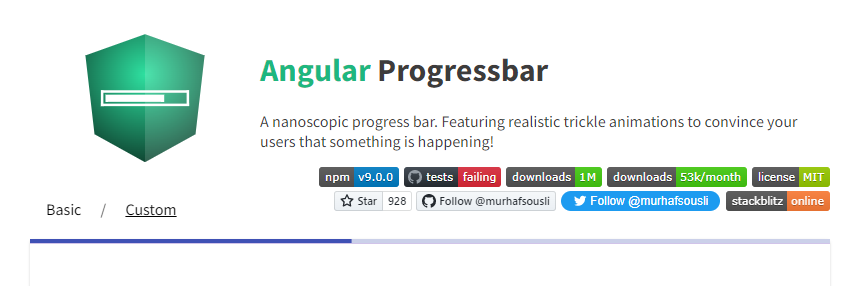 Angular Progressbar
A nanoscopic progress bar. Featuring realistic trickle animations to convince your
users that something is happening!
npm v9.0.0 tests failing downloads 1M downloads 53k/month license MIT
Star 928 Follow @murhafsousli Follow @murhafsousli stackblitz online
Basic / Custom